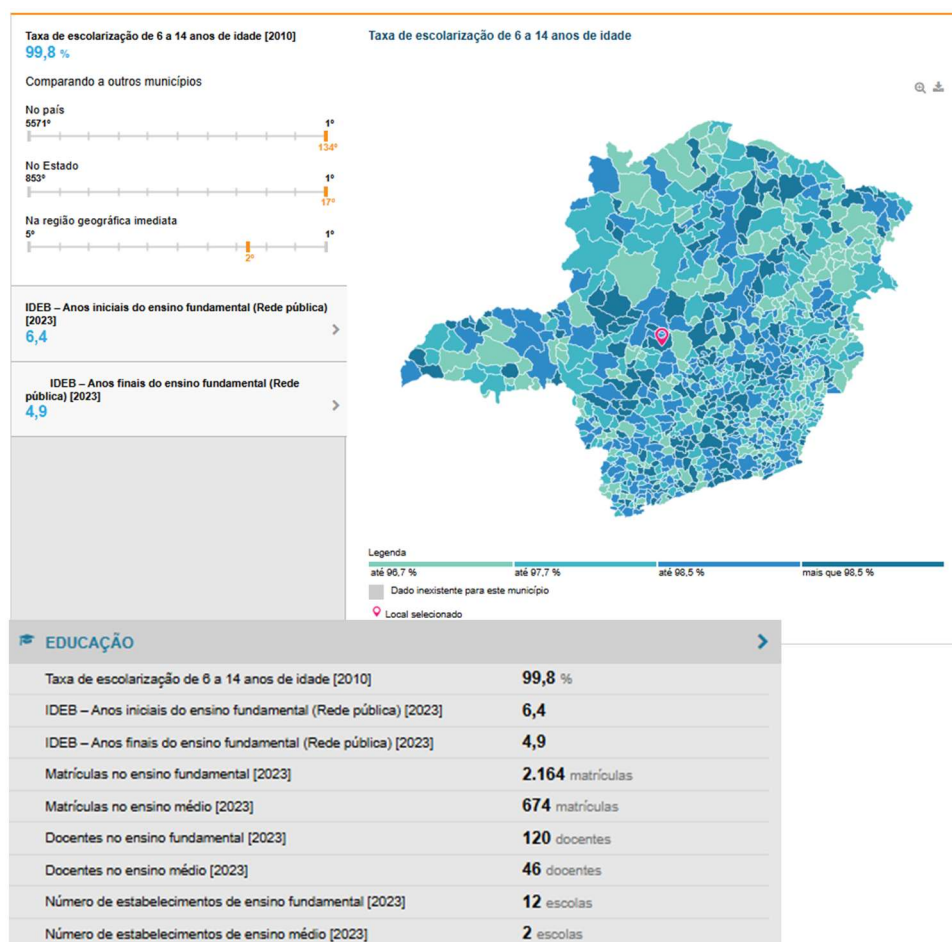 Taxa de escolarização de 6 a 14 anos de idade [2010]
99,8 %
Comparando a outros municípios
No país
5571º 1º
134º
No Estado
853º 1º
17º
Na região geográfica imediata
5º 1º
2º
IDEB – Anos iniciais do ensino fundamental (Rede pública)
[2023]
6,4
IDEB – Anos finais do ensino fundamental (Rede
pública) [2023]
4,9
Taxa de escolarização de 6 a 14 anos de idade
Legenda
até 96,7 % até 97,7 % até 98,5 % mais que 98,5 %
Dado inexistente para este município
Local selecionado
EDUCAÇÃO
Taxa de escolarização de 6 a 14 anos de idade [2010] 99,8 %
IDEB – Anos iniciais do ensino fundamental (Rede pública) [2023] 6,4
IDEB – Anos finais do ensino fundamental (Rede pública) [2023] 4,9
Matrículas no ensino fundamental [2023] 2.164 matrículas
Matrículas no ensino médio [2023] 674 matrículas
Docentes no ensino fundamental [2023] 120 docentes
Docentes no ensino médio [2023] 46 docentes
Número de estabelecimentos de ensino fundamental [2023] 12 escolas
Número de estabelecimentos de ensino médio [2023] 2 escolas